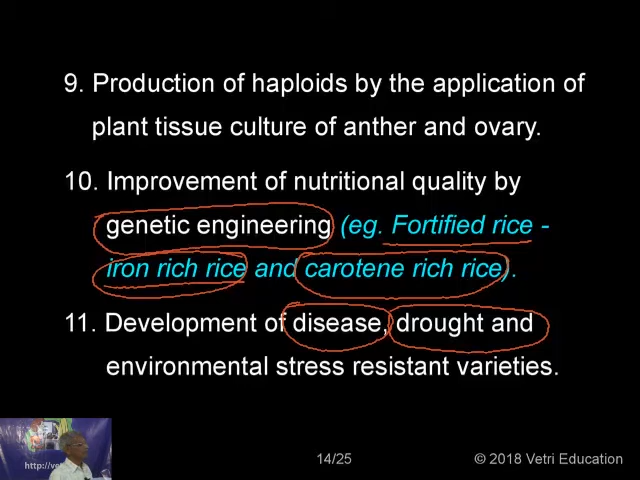 9. Production of haploids by the application of
plant tissue culture of anther and ovary.
10. Improvement of nutritional quality by
genetic engineering (eg. Fortified rice -
iron rich rice and carotene rich rice).
11. Development of disease, drought and
environmental stress resistant varieties.
http://vet
14/25
© 2018 Vetri Education